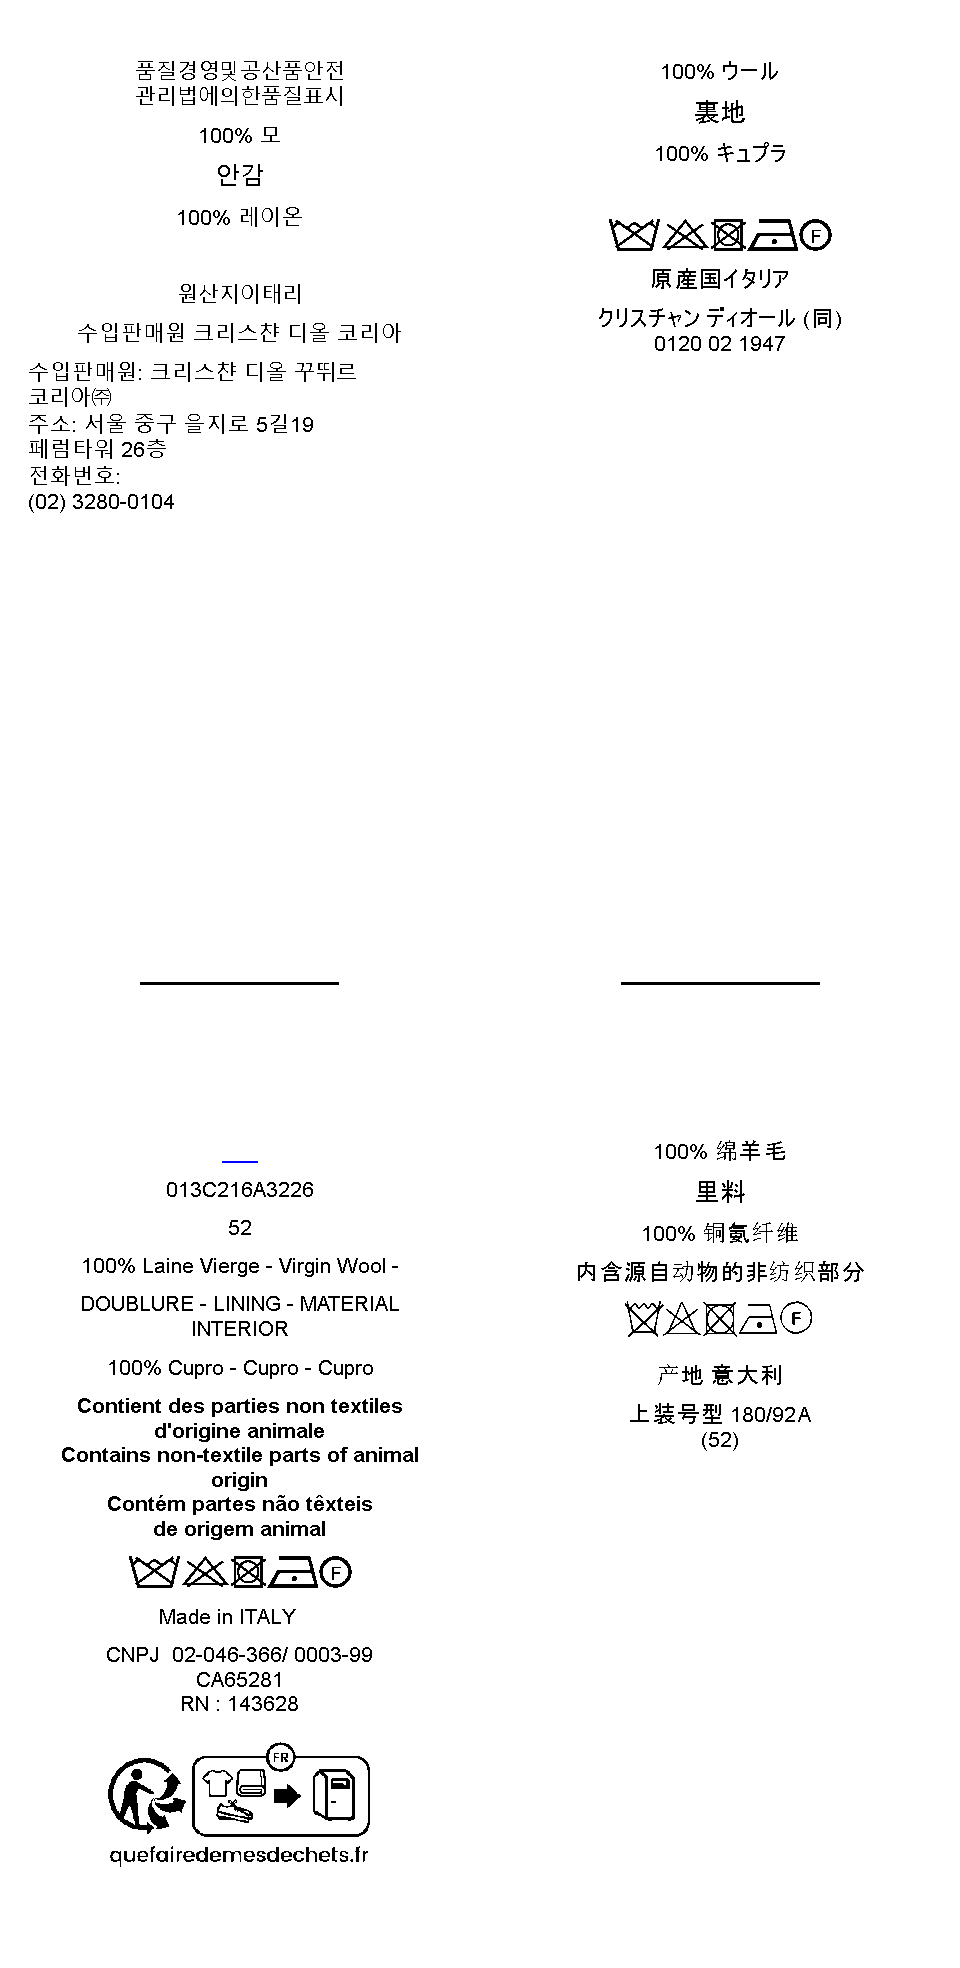 품질경영및공산품안전
관리법에의한품질표시
100% 모
안감
100% 레이온
원산지이태리
수입판매원 크리스챤 디올 코리아
수입판매원: 크리스챤 디올 꾸뛰르
코리아㈜
주소: 서울 중구 을지로 5길19
페럼타워 26층
전화번호:
(02) 3280-0104
100% ウール
裏地
100% キュプラ
F
原産国イタリア
クリスチャン ディオール (同)
0120 02 1947
013C216A3226
52
100% Laine Vierge - Virgin Wool -
DOUBLURE - LINING - MATERIAL
INTERIOR
100% Cupro - Cupro - Cupro
Contient des parties non textiles
d'origine animale
Contains non-textile parts of animal
origin
Contém partes não têxteis
de origem animal
F
Made in ITALY
CNPJ 02-046-366/ 0003-99
CA65281
RN : 143628
FR
quefairedemesdechets.fr
100% 绵羊毛
里料
100% 铜氨纤维
内含源自动物的非纺织部分
F
产地 意大利
上装号型 180/92A
(52)